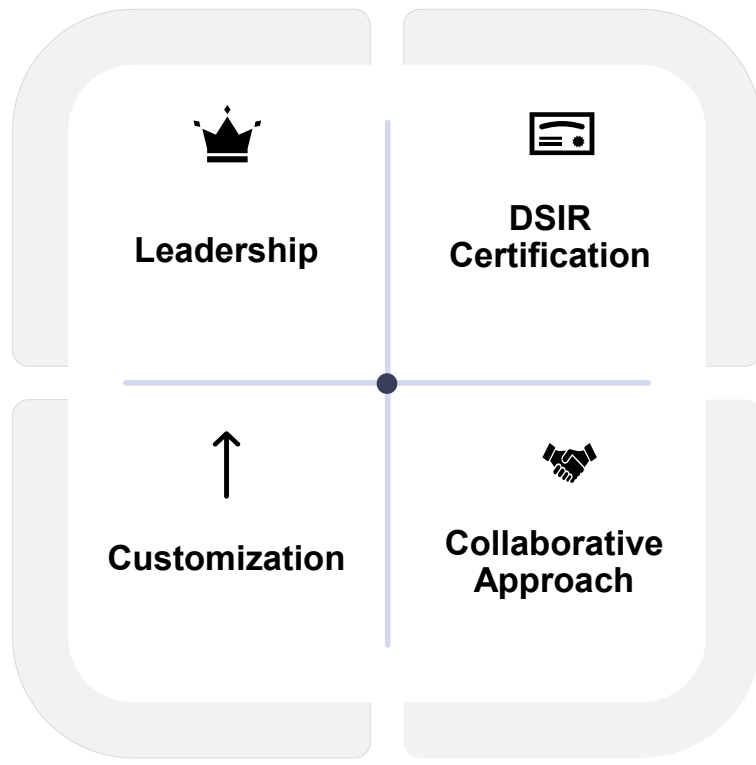 Leadership
DSIR
Certification
Customization
Collaborative
Approach